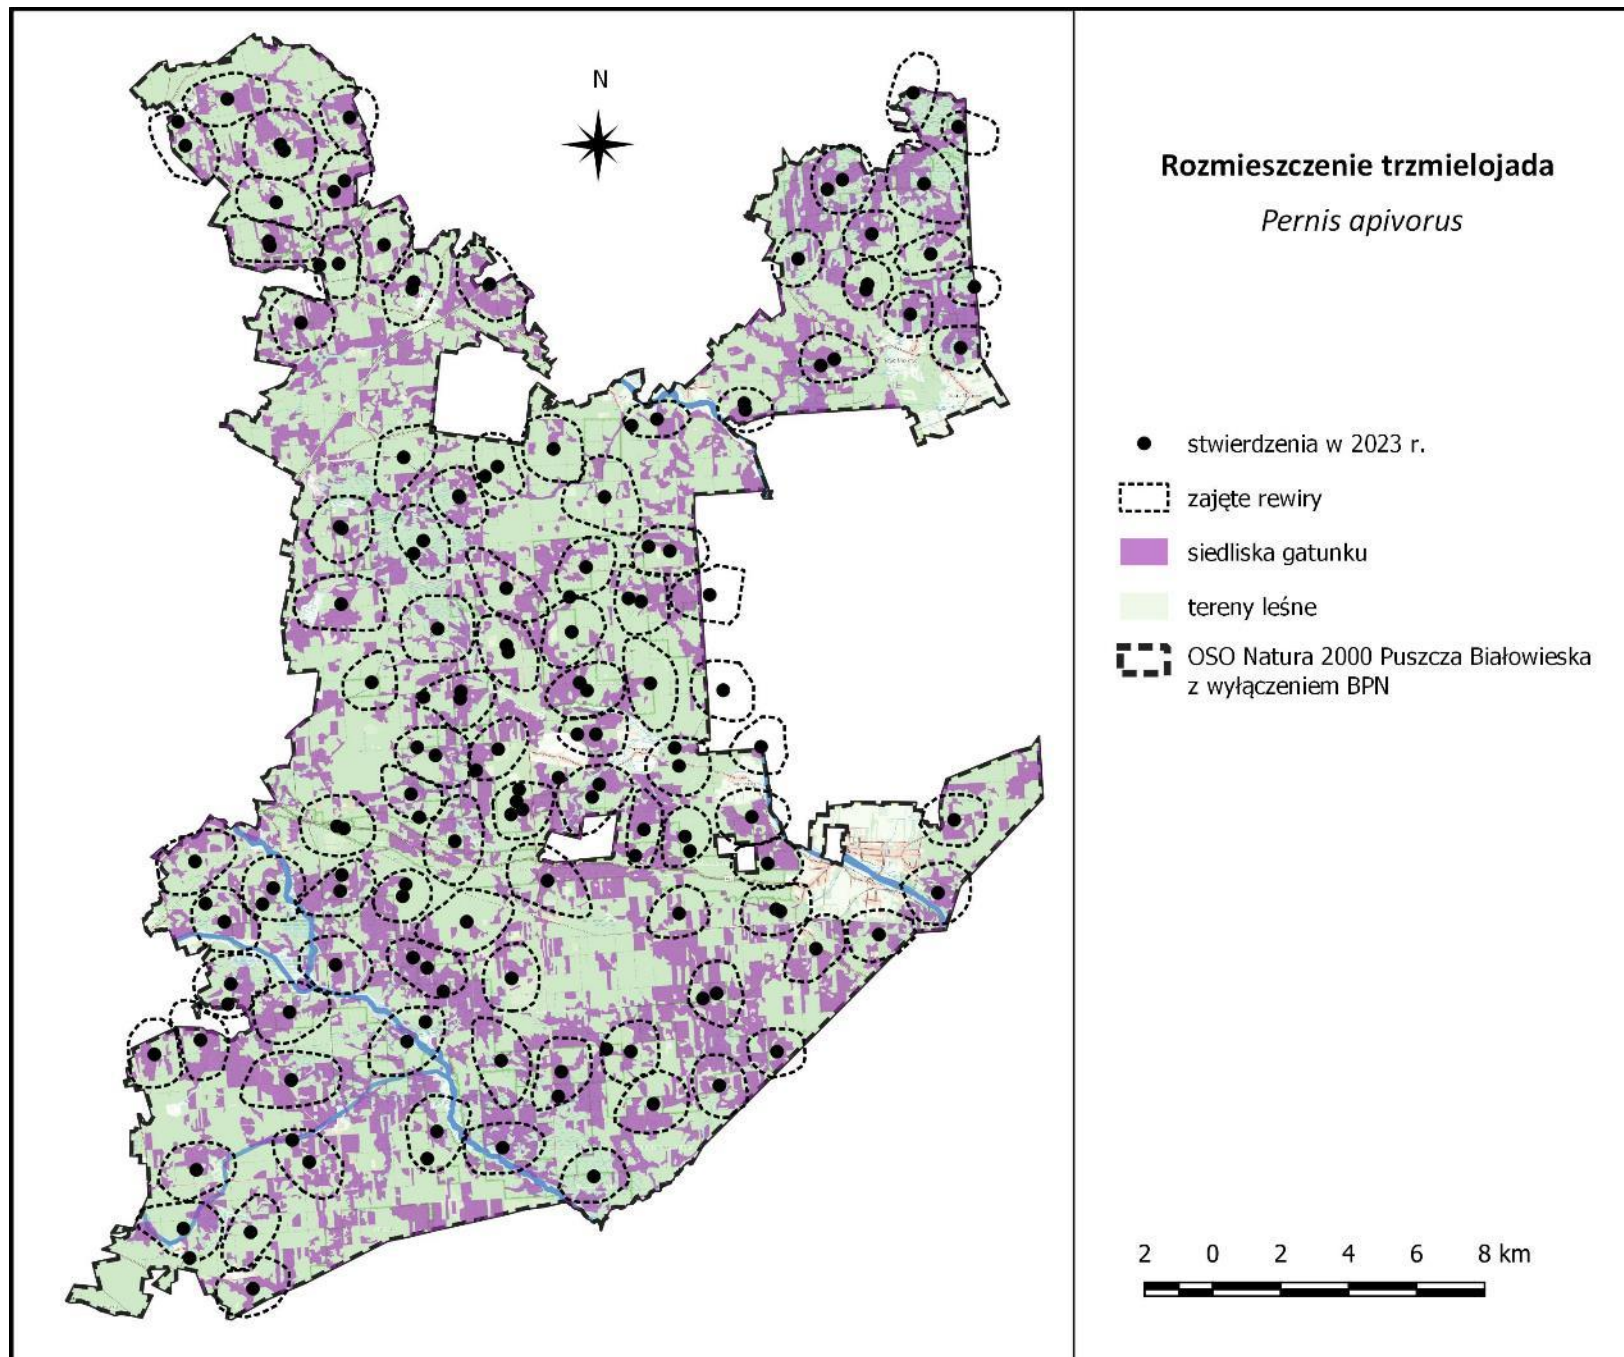 N
Rozmieszczenie trzmielojada
Pernis apivorus
stwierdzenia w 2023 r.
zajęte rewiry
siedliska gatunku
tereny leśne
OSO Natura 2000 Puszcza Białowieska
z wyłączeniem BPN
2 0 2 4 6 8 km